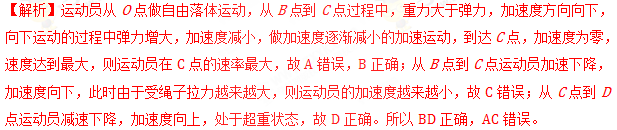 【解析】运动员从 O 点做自由落体运动，从 B 点到 C 点过程中，重力大于弹力，加速度方向向下，
向下运动的过程中弹力增大，加速度减小，做加速度逐渐减小的加速运动，到达 C 点，加速度为零，
速度达到最大，则运动员在 C 点的速率最大，故 A 错误，B 正确；从 B 点到 C 点运动员加速下降，
加速度向下，此时由于受绳子拉力越来越大，则运动员的加速度越来越小，故 C 错误；从 C 点到 D
点运动员减速下降，加速度向上，处于超重状态，故 D 正确。所以 BD 正确，AC 错误。